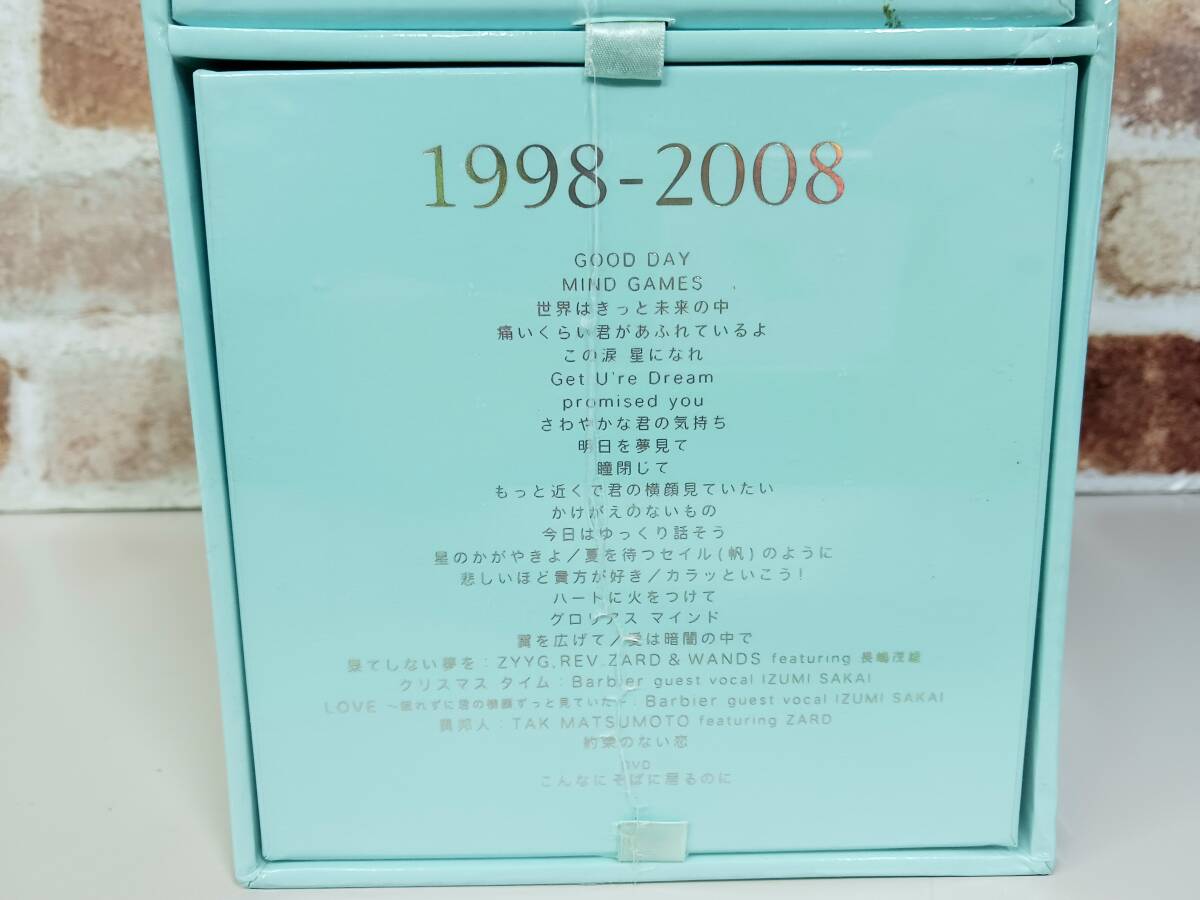 1998-2008
GOOD DAY
MIND GAMES
世界はきっと未来の中
痛いくらい君があふれているよ
この涙 星になれ
Get U're Dream
promised you
さわやかな君の気持ち
明日を夢見て
瞳閉じて
もっと近くで君の横顔見ていたい
かけがえのないもの
今日はゆっくり話そう
星のかがやきよ/夏を待つセイル(帆)のように
悲しいほど貴方が好き/カラッといこう!
ハートに火をつけて
グロリアス マインド
翼を広げて/愛は暗闇の中で
果てしない夢を:ZYYG,REV,ZARD & WANDS featuring 長嶋茂雄
クリスマス タイム:Barbier guest vocal IZUMI SAKAI
LOVE ～眠れずに君の横顔ずっと見ていた～:Barbier guest vocal IZUMI SAKAI
異邦人:TAK MATSUMOTO featuring ZARD
約束のない恋
DVD
こんなにそばに居るのに